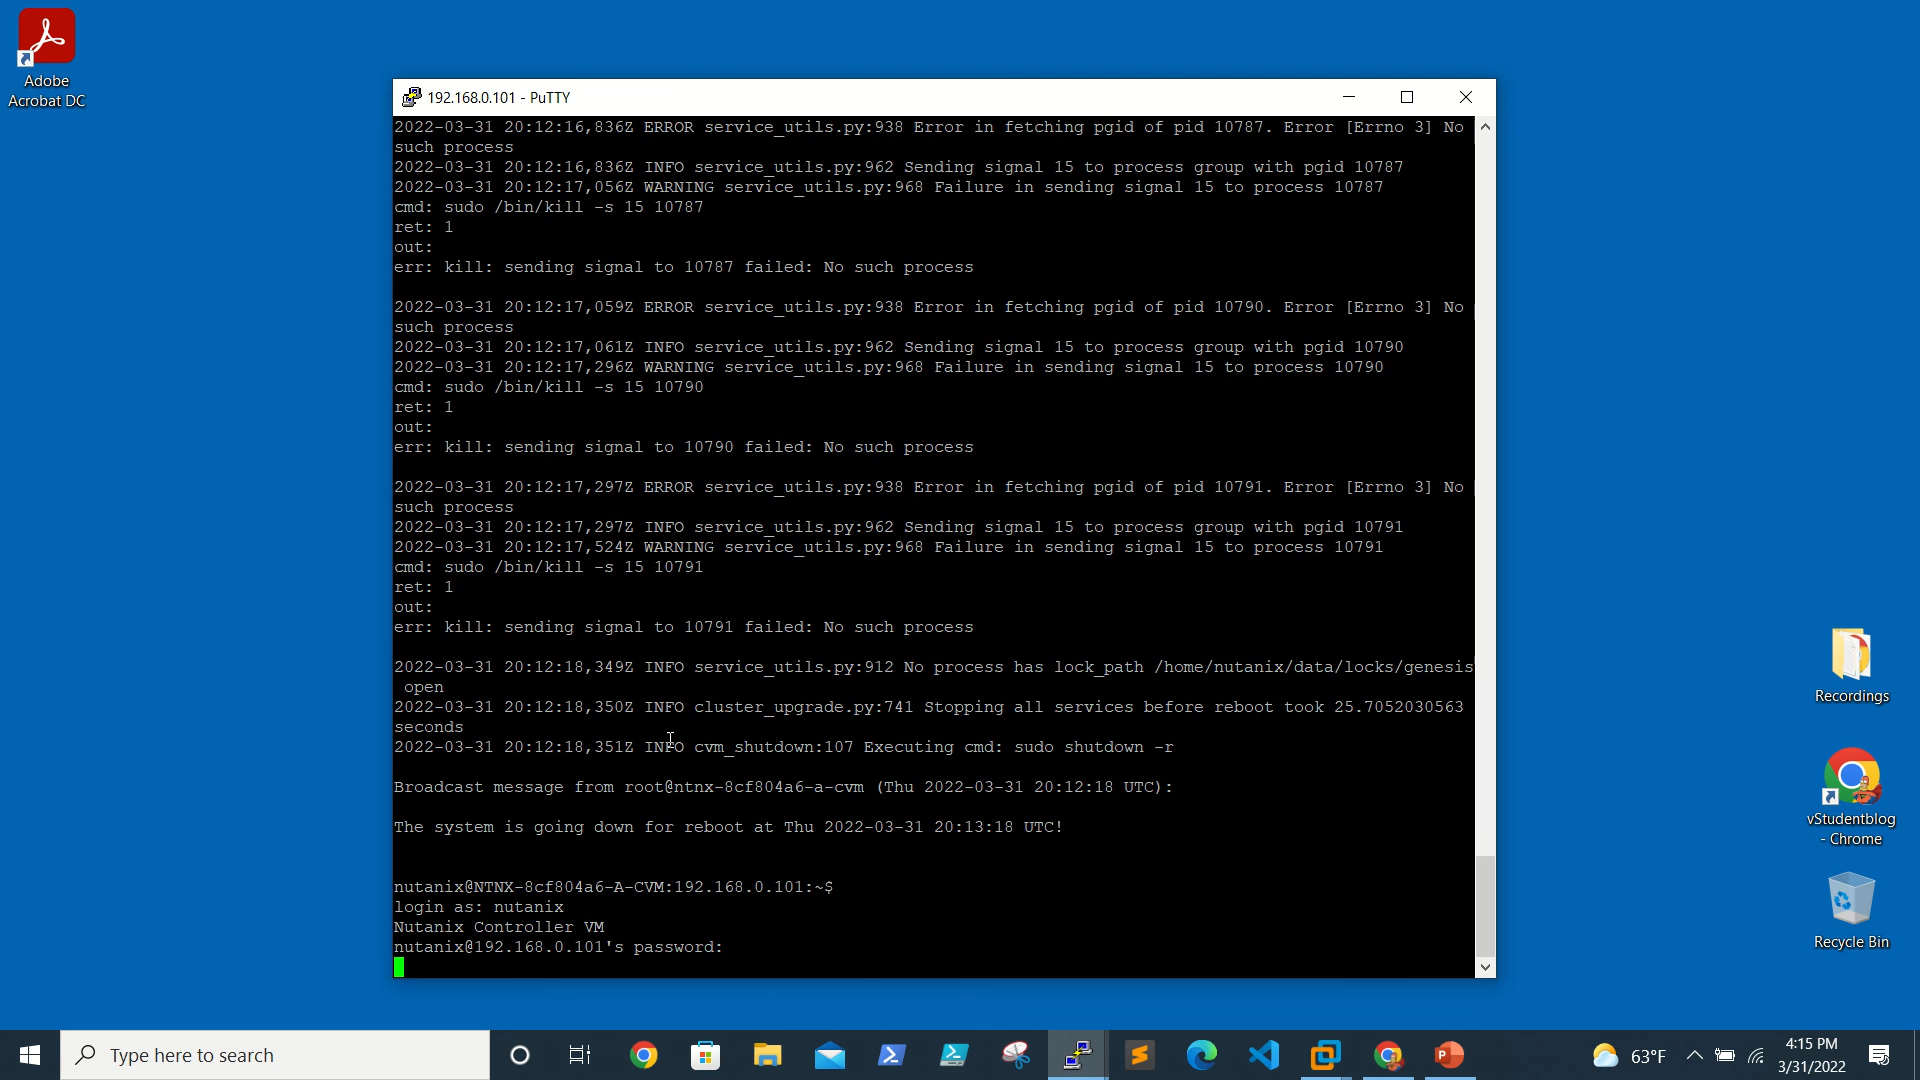 Adobe
Acrobat DC
192.168.0.101 - PuTTY
2022-03-31 20:12:16,836Z ERROR service_utils.py:938 Error in fetching pgid of pid 10787. Error [Errno 3] No
such process
2022-03-31 20:12:16,836Z INFO service_utils.py:962 Sending signal 15 to process group with pgid 10787
2022-03-31 20:12:17,056Z WARNING service_utils.py:968 Failure in sending signal 15 to process 10787
cmd: sudo /bin/kill -s 15 10787
ret: 1
out:
err: kill: sending signal to 10787 failed: No such process
2022-03-31 20:12:17,059Z ERROR service_utils.py:938 Error in fetching pgid of pid 10790. Error [Errno 3] No
such process
2022-03-31 20:12:17,061Z INFO service_utils.py:962 Sending signal 15 to process group with pgid 10790
2022-03-31 20:12:17,296Z WARNING service_utils.py:968 Failure in sending signal 15 to process 10790
cmd: sudo /bin/kill -s 15 10790
ret: 1
out:
err: kill: sending signal to 10790 failed: No such process
2022-03-31 20:12:17,297Z ERROR service_utils.py:938 Error in fetching pgid of pid 10791. Error [Errno 3] No
such process
2022-03-31 20:12:17,297Z INFO service_utils.py:962 Sending signal 15 to process group with pgid 10791
2022-03-31 20:12:17,524Z WARNING service_utils.py:968 Failure in sending signal 15 to process 10791
cmd: sudo /bin/kill -s 15 10791
ret: 1
out:
err: kill: sending signal to 10791 failed: No such process
2022-03-31 20:12:18,349Z INFO service_utils.py:912 No process has lock_path /home/nutanix/data/locks/genesis
open
2022-03-31 20:12:18,350Z INFO cluster_upgrade.py:741 Stopping all services before reboot took 25.7052030563
seconds
2022-03-31 20:12:18,351Z INFO cvm_shutdown:107 Executing cmd: sudo shutdown -r
Broadcast message from root@ntnx-8cf804a6-a-cvm (Thu 2022-03-31 20:12:18 UTC):
The system is going down for reboot at Thu 2022-03-31 20:13:18 UTC!
nutanix@NTNX-8cf804a6-A-CVM:192.168.0.101:~$
login as: nutanix
Nutanix Controller VM
nutanix@192.168.0.101's password:
Recordings
vStudentblog
- Chrome
Recycle Bin
Type here to search
63°F
4:15 PM
3/31/2022